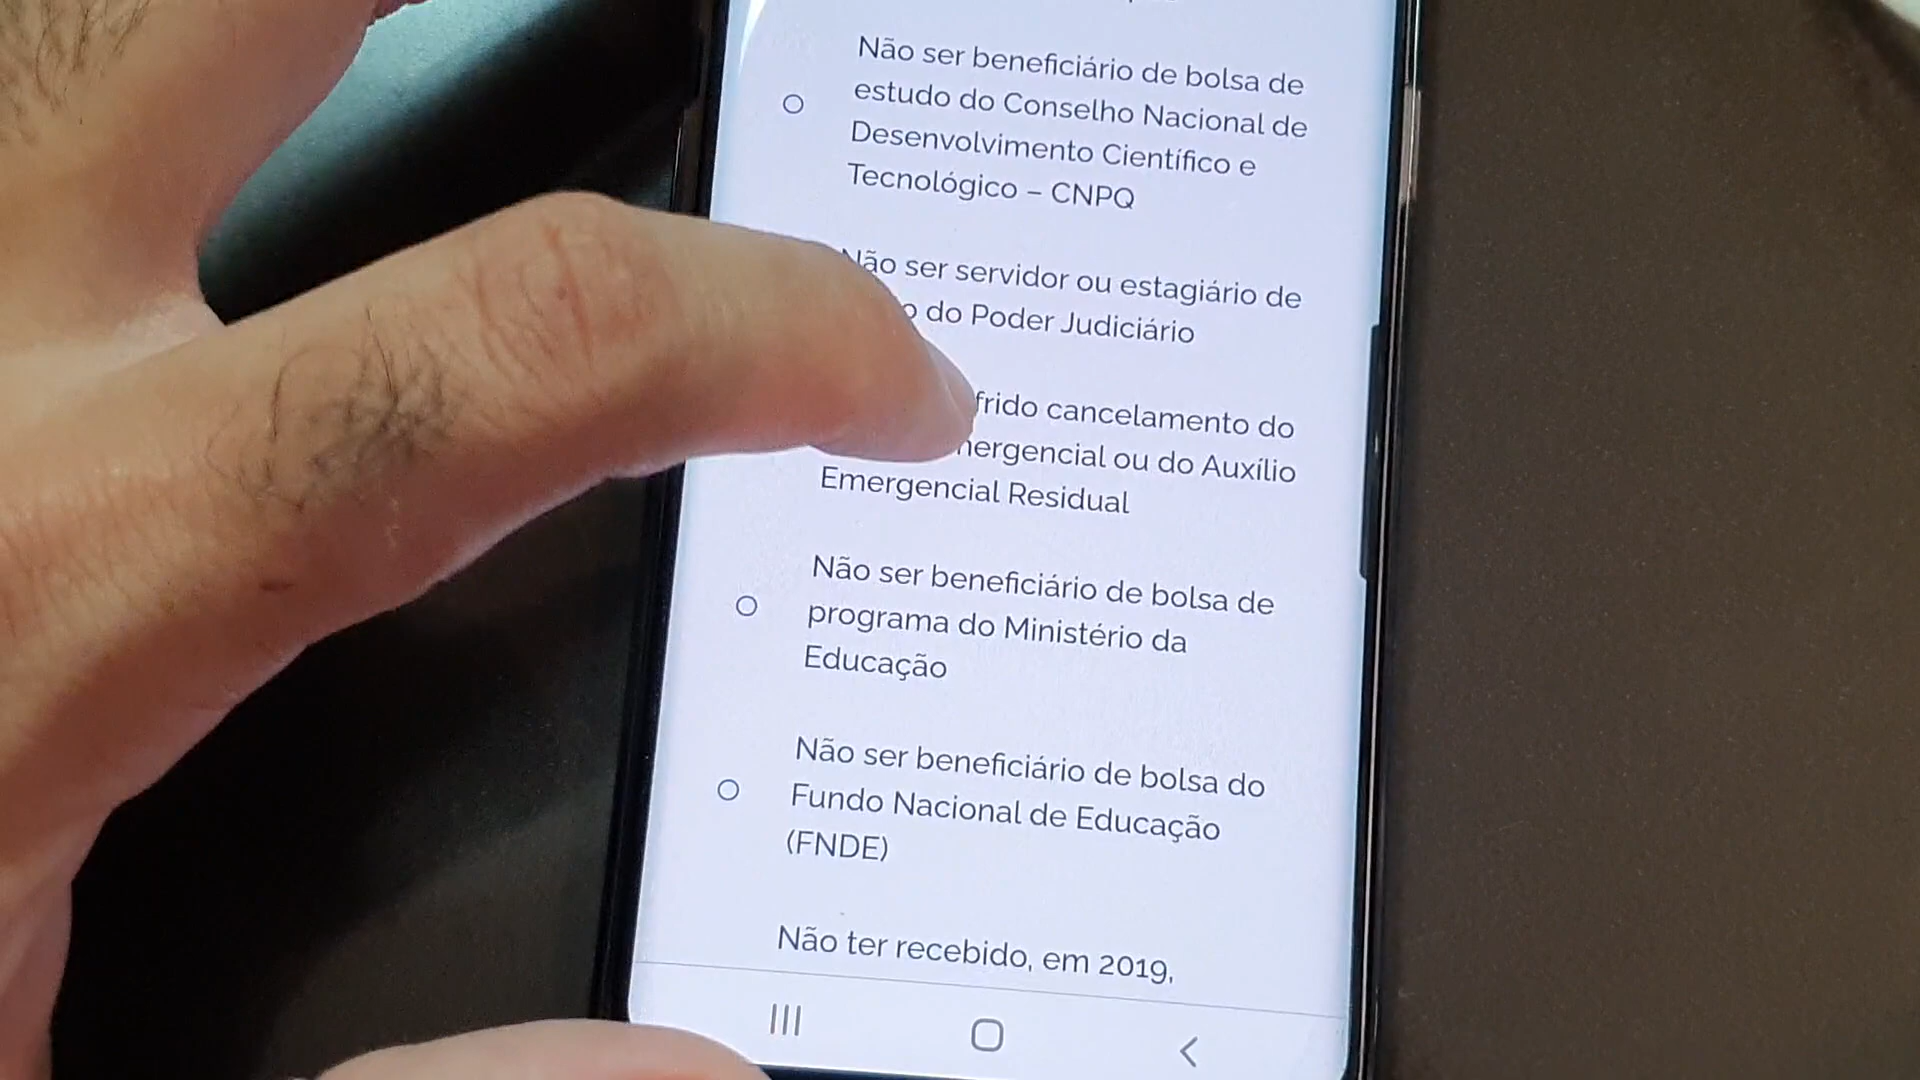 Não ser beneficiário de bolsa de
estudo do Conselho Nacional de
Desenvolvimento Científico e
Tecnológico – CNPQ
Não ser servidor ou estagiário de
do Poder Judiciário
cancelamento do
ou do Auxílio
Emergencial Residual
Não ser beneficiário de bolsa de
programa do Ministério da
Educação
Não ser beneficiário de bolsa do
Fundo Nacional de Educação
(FNDE)
Não ter recebido, em 2019,